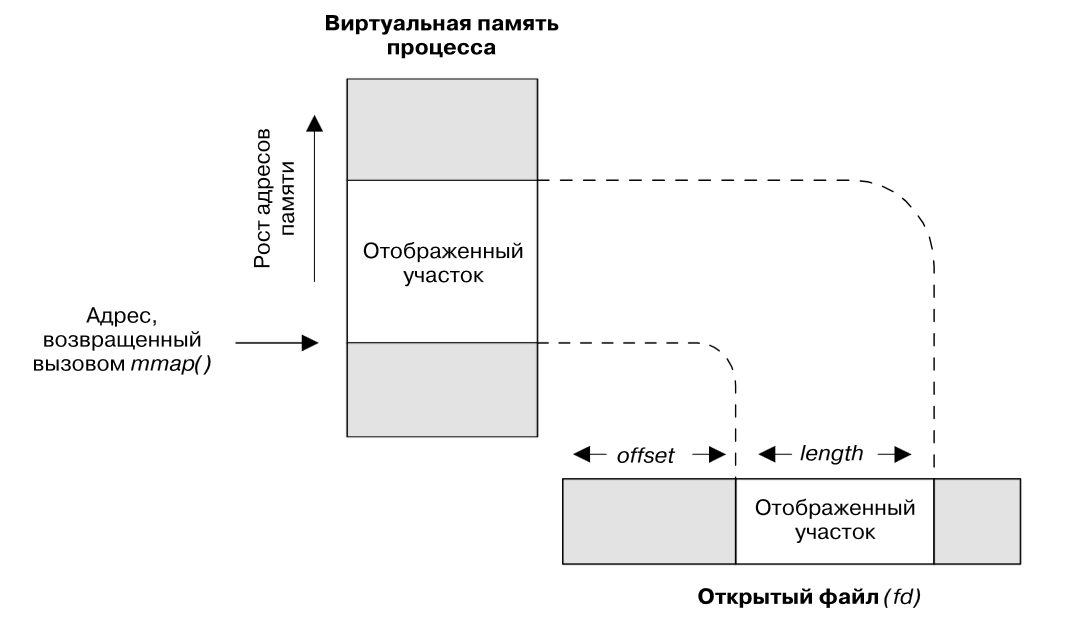 Виртуальная память
процесса
Рост адресов
памяти
Отображенный
участок
Адрес,
возвращенный
вызовом mmap()
offset
length
Отображенный
участок
Открытый файл (fd)